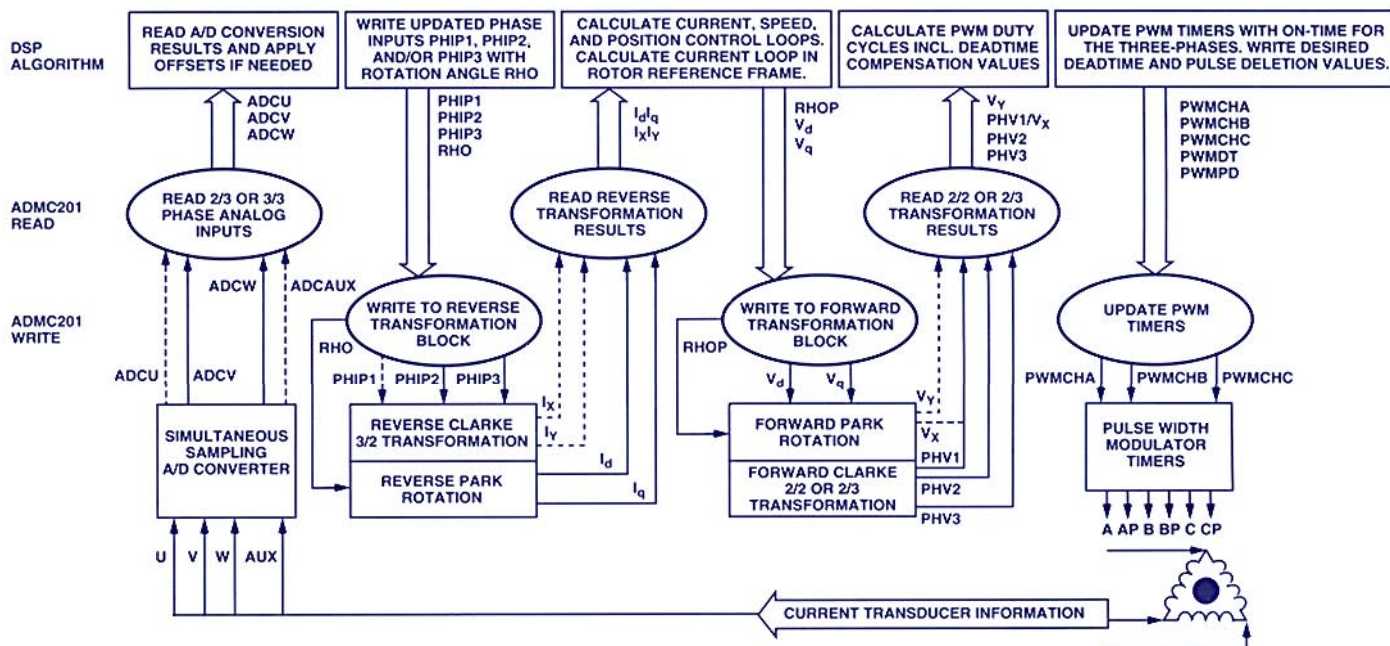 DSP
ALGORITHM
READ A/D CONVERSION
RESULTS AND APPLY
OFFSETS IF NEEDED
WRITE UPDATED PHASE
INPUTS PHIP1, PHIP2,
AND/OR PHIP3 WITH
ROTATION ANGLE RHO
CALCULATE CURRENT, SPEED,
AND POSITION CONTROL LOOPS.
CALCULATE CURRENT LOOP IN
ROTOR REFERENCE FRAME.
CALCULATE PWM DUTY
CYCLES INCL. DEADTIME
COMPENSATION VALUES
UPDATE PWM TIMERS WITH ON-TIME FOR
THE THREE-PHASES. WRITE DESIRED
DEADTIME AND PULSE DELETION VALUES.
ADCU
ADCV
ADCW
PHIP1
PHIP2
PHIP3
RHO
IdIq
IXIY
RHOP
Vd
Vq
VY
PHV1/VX
PHV2
PHV3
PWMCHA
PWMCHB
PWMCHC
PWMDT
PWMPD
ADMC201
READ
READ 2/3 OR 3/3
PHASE ANALOG
INPUTS
READ REVERSE
TRANSFORMATION
RESULTS
READ 2/2 OR 2/3
TRANSFORMATION
RESULTS
ADMC201
WRITE
ADCW
ADCAUX
ADCU
ADCV
WRITE TO REVERSE
TRANSFORMATION
BLOCK
RHO
PHIP1
PHIP2
PHIP3
WRITE TO FORWARD
TRANSFORMATION
BLOCK
RHOP
Vd
Vq
UPDATE PWM
TIMERS
PWMCHA
PWMCHB
PWMCHC
SIMULTANEOUS
SAMPLING
A/D CONVERTER
REVERSE CLARKE
3/2 TRANSFORMATION
REVERSE PARK
ROTATION
IX
IY
Id
Iq
FORWARD PARK
ROTATION
FORWARD CLARKE
2/2 OR 2/3
TRANSFORMATION
VY
VX
PHV1
PHV2
PHV3
PULSE WIDTH
MODULATOR
TIMERS
A AP B BP C CP
U V W AUX
CURRENT TRANSDUCER INFORMATION